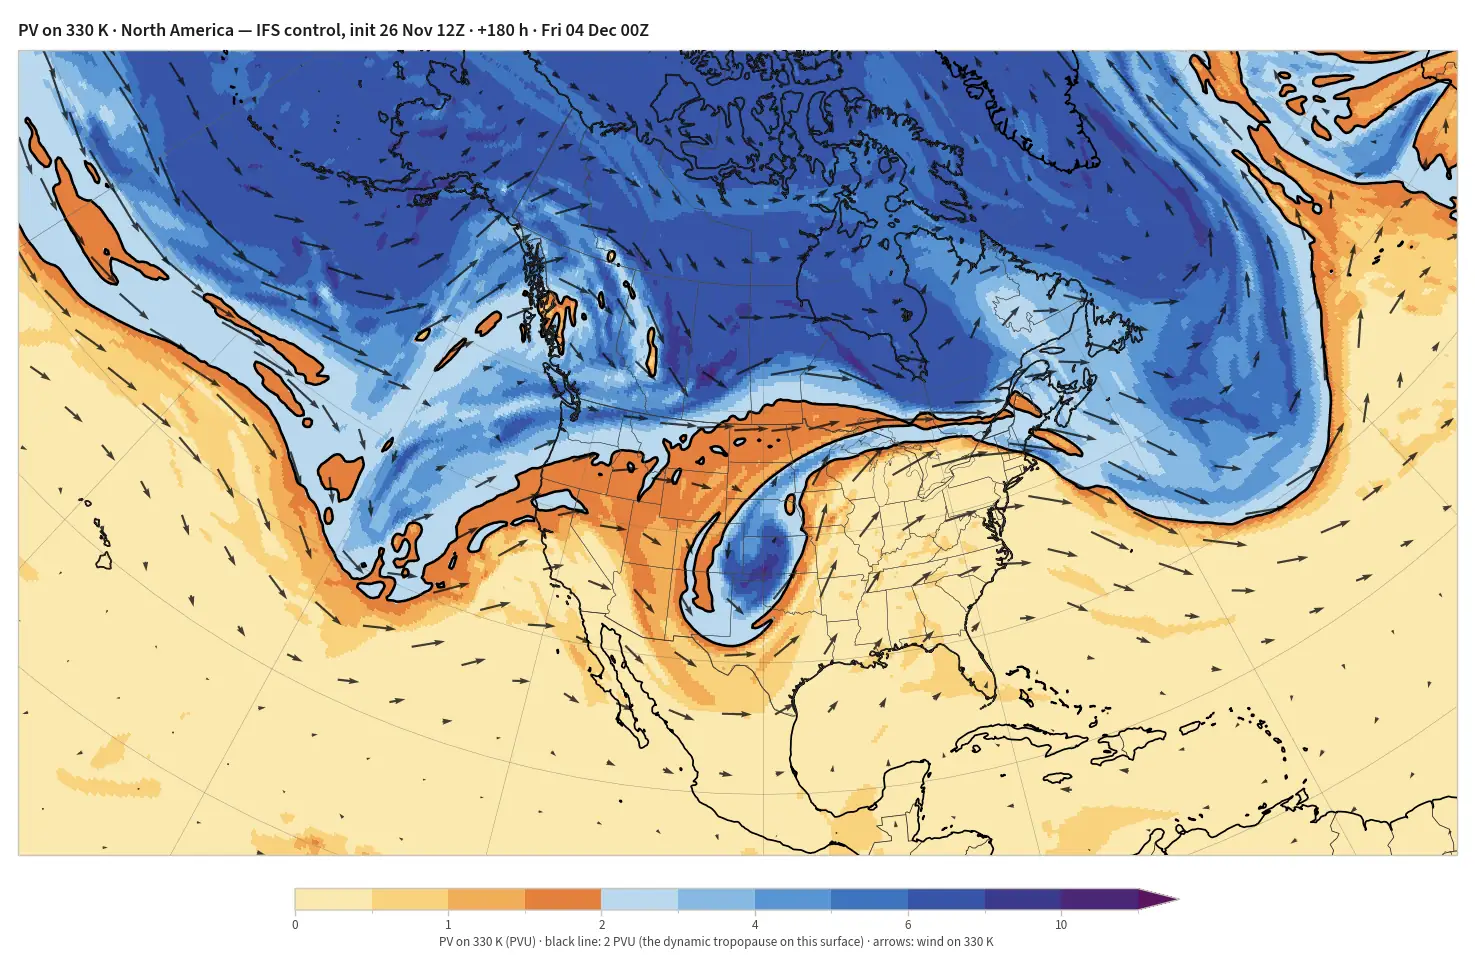 PV on 330 K · North America — IFS control, init 26 Nov 12Z · +180 h · Fri 04 Dec 00Z
0 1 2 4 6 10
PV on 330 K (PVU) · black line: 2 PVU (the dynamic tropopause on this surface) · arrows: wind on 330 K